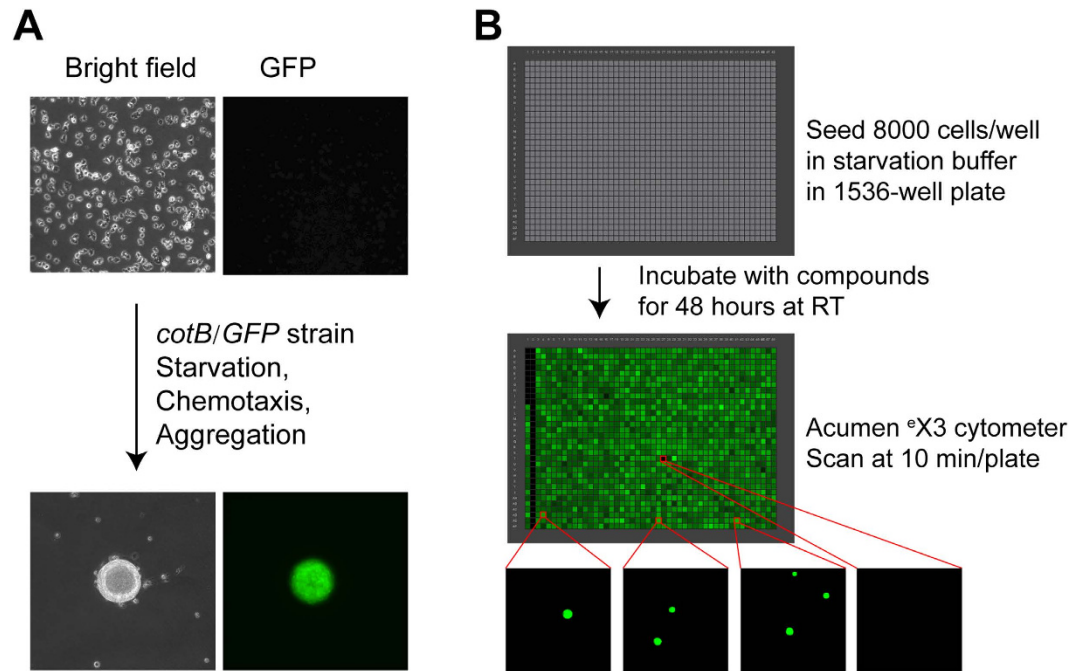 A
Bright field
GFP
cotB/GFP strain
Starvation,
Chemotaxis,
Aggregation
B
Seed 8000 cells/well
in starvation buffer
in 1536-well plate
Incubate with compounds
for 48 hours at RT
Acumen ᵉX3 cytometer
Scan at 10 min/plate